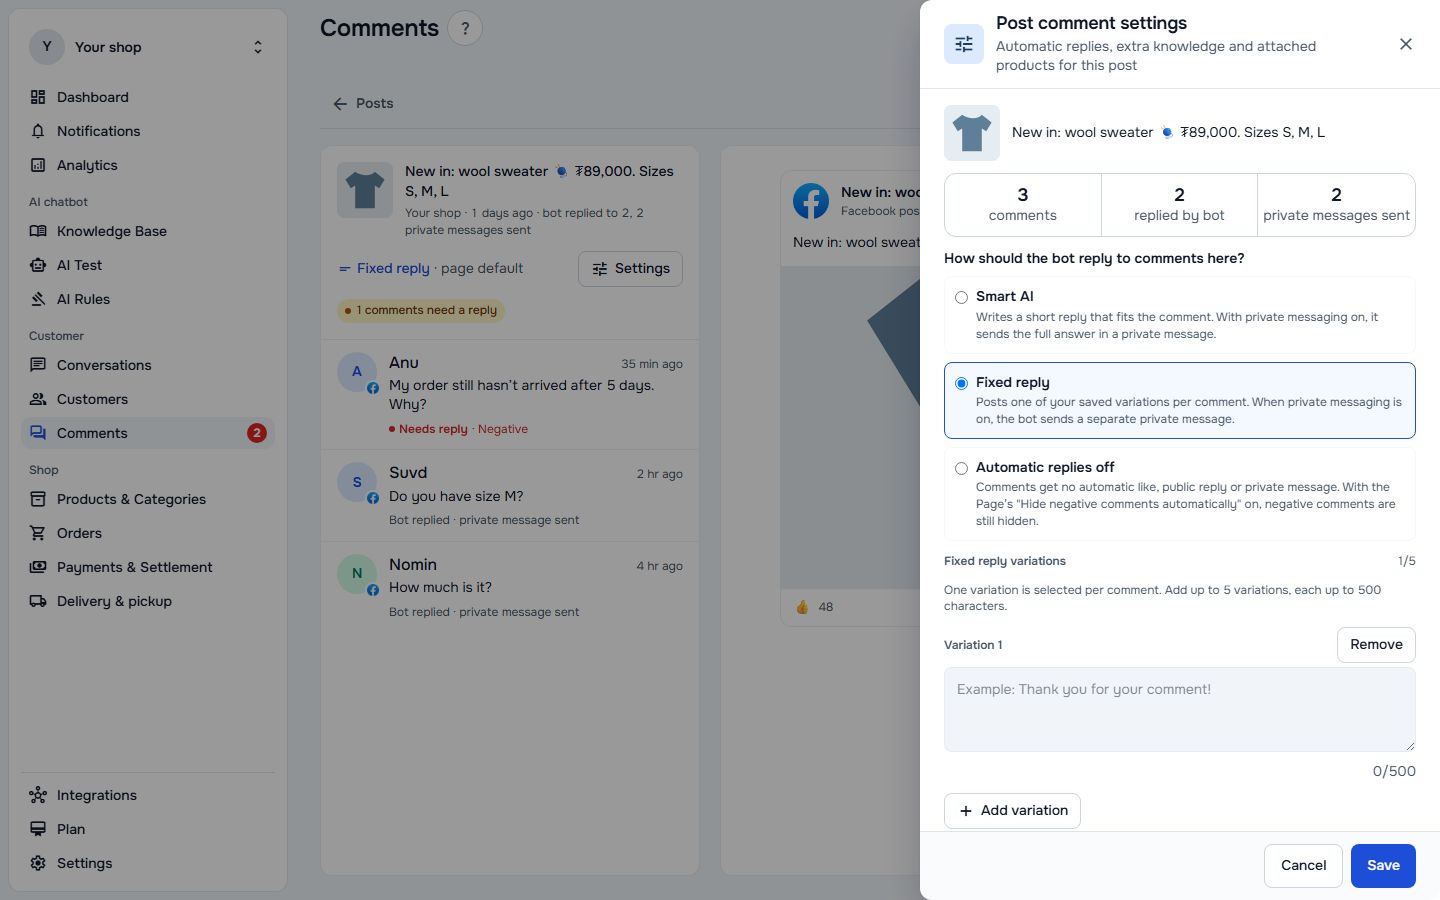 Y
Your shop
Dashboard
Notifications
Analytics
AI chatbot
Knowledge Base
AI Test
AI Rules
Customer
Conversations
Customers
Comments
2
Shop
Products & Categories
Orders
Payments & Settlement
Delivery & pickup
Integrations
Plan
Settings
Comments
?
Posts
New in: wool sweater 🧶 ₮89,000. Sizes
S, M, L
Your shop · 1 days ago · bot replied to 2, 2
private messages sent
Fixed reply · page default
Settings
1 comments need a reply
A
Anu
35 min ago
My order still hasn't arrived after 5 days.
Why?
Needs reply · Negative
S
Suvd
2 hr ago
Do you have size M?
Bot replied · private message sent
N
Nomin
4 hr ago
How much is it?
Bot replied · private message sent
New in: woo
Facebook pos
New in: wool sweat
👍 48
Post comment settings
Automatic replies, extra knowledge and attached
products for this post
New in: wool sweater 🧶 ₮89,000. Sizes S, M, L
3
comments
2
replied by bot
2
private messages sent
How should the bot reply to comments here?
Smart AI
Writes a short reply that fits the comment. With private messaging on, it
sends the full answer in a private message.
Fixed reply
Posts one of your saved variations per comment. When private messaging is
on, the bot sends a separate private message.
Automatic replies off
Comments get no automatic like, public reply or private message. With the
Page's "Hide negative comments automatically" on, negative comments are
still hidden.
Fixed reply variations
1/5
One variation is selected per comment. Add up to 5 variations, each up to 500
characters.
Variation 1
Remove
Example: Thank you for your comment!
0/500
Add variation
Cancel
Save